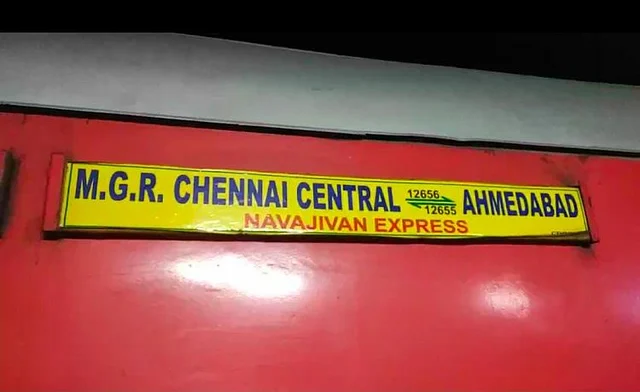 M.G.R. CHENNAI CENTRAL 12656 AHMEDABAD
12655
NAVAJIVAN EXPRESS